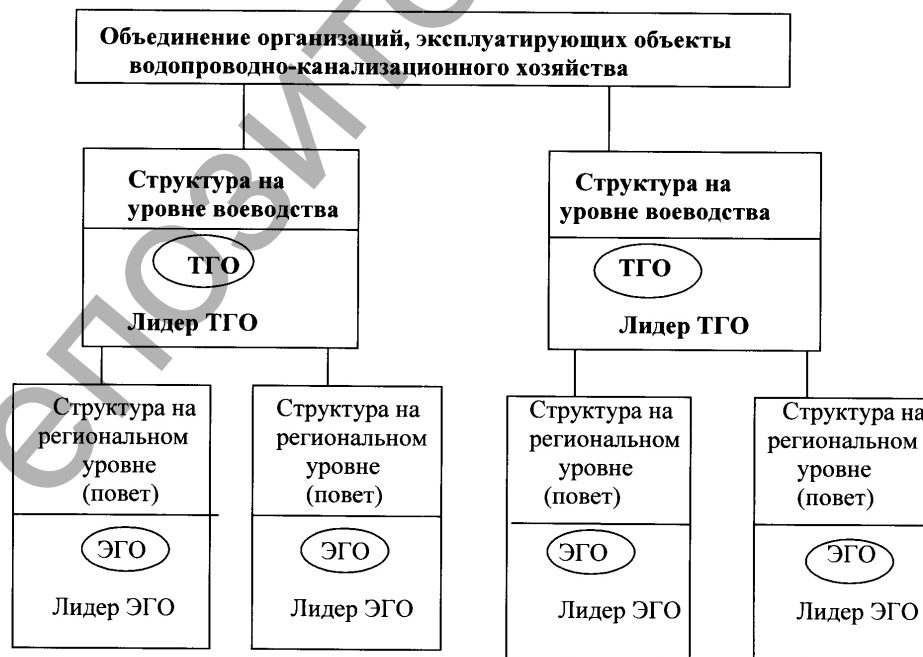 Объединение организаций, эксплуатирующих объекты
водопроводно-канализационного хозяйства
Структура на
уровне воеводства
ТГО
Лидер ТГО
Структура на
уровне воеводства
ТГО
Лидер ТГО
Структура на
региональном
уровне
(повет)
ЭГО
Лидер ЭГО
Структура на
региональном
уровне
(повет)
ЭГО
Лидер ЭГО
Структура на
региональном
уровне
(повет)
ЭГО
Лидер ЭГО
Структура на
региональном
уровне
(повет)
ЭГО
Лидер ЭГО
епозито